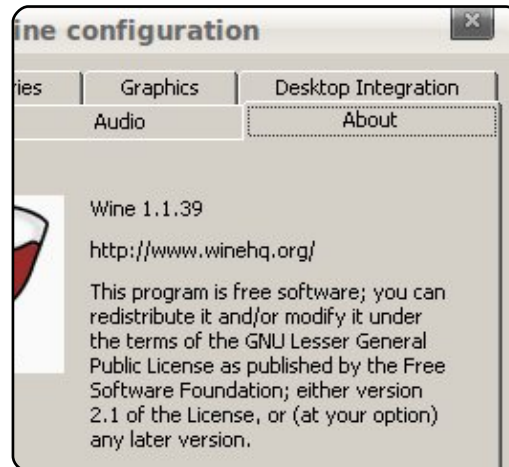 ine configuration
ries Graphics Desktop Integration
Audio About
Wine 1.1.39
http://www.winehq.org/
This program is free software; you can
redistribute it and/or modify it under
the terms of the GNU Lesser General
Public License as published by the Free
Software Foundation; either version
2.1 of the License, or (at your option)
any later version.